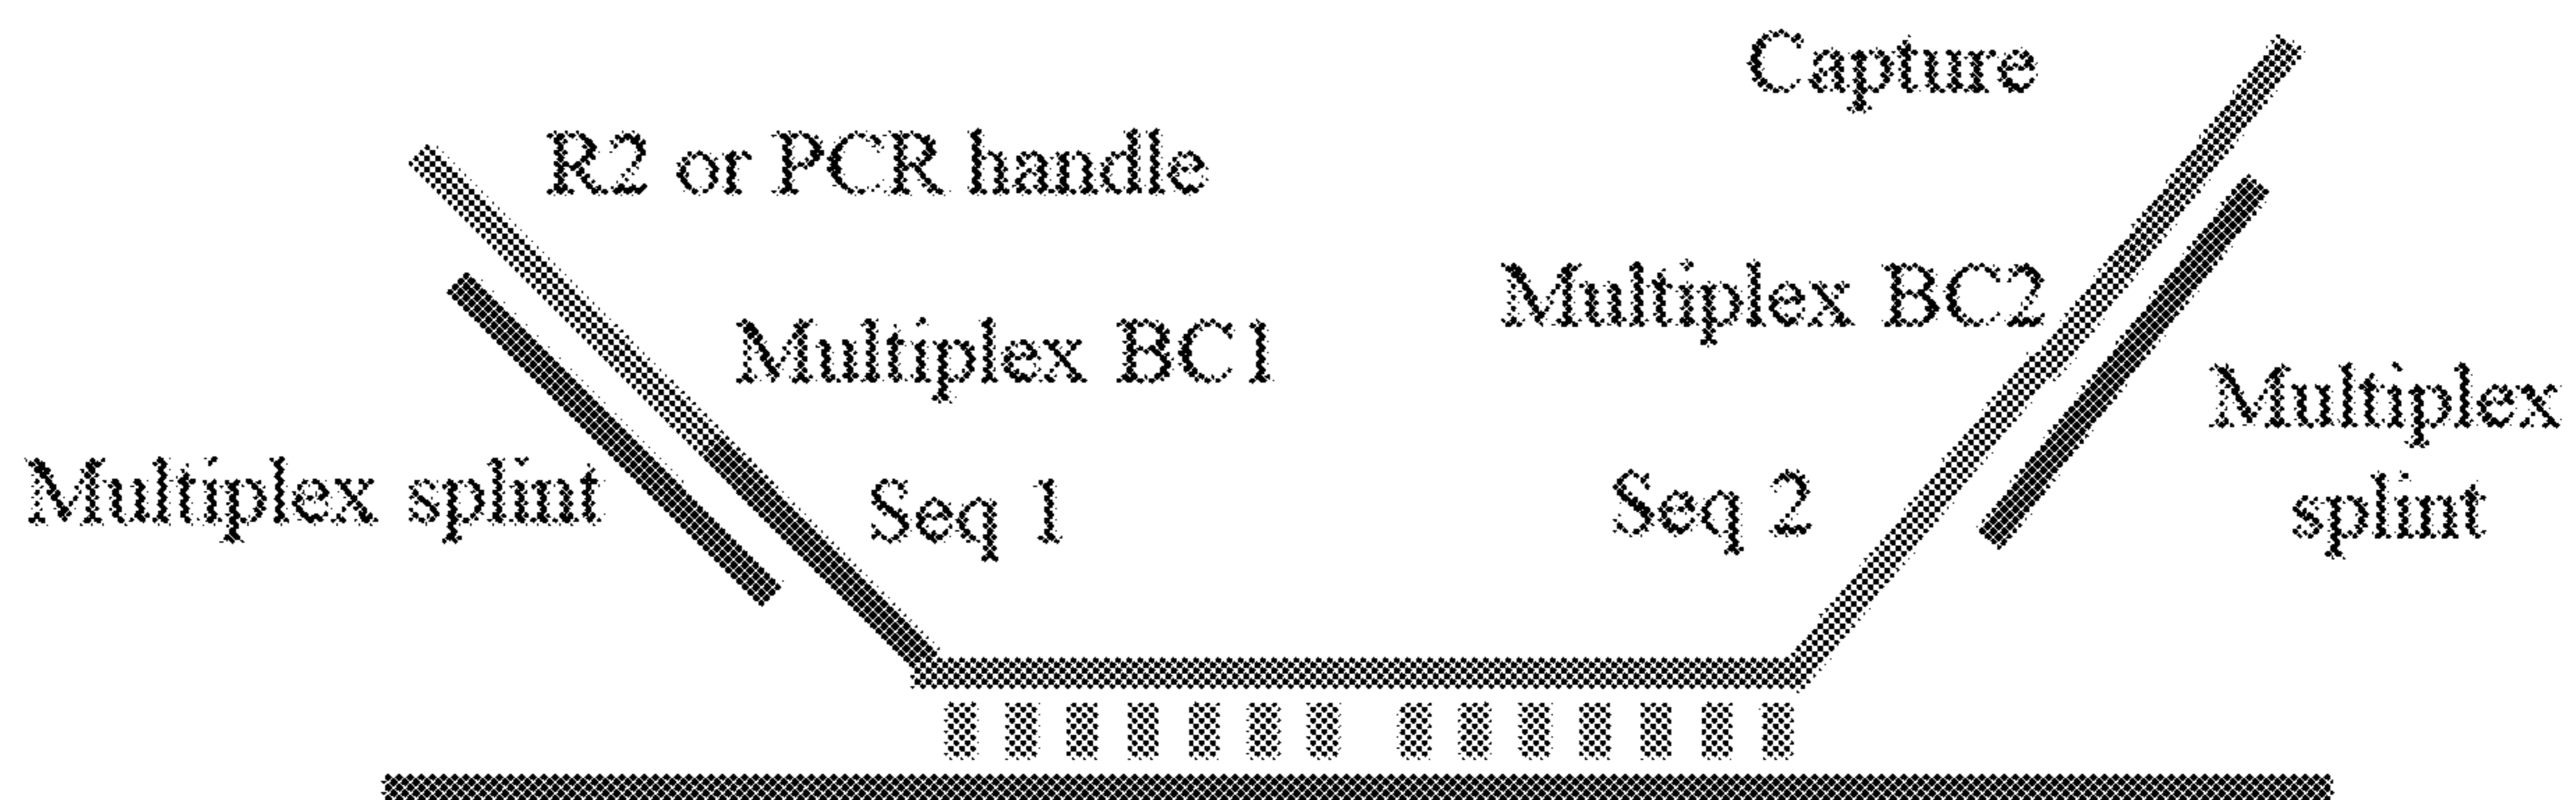 Capture
R2 or PCR handle
Multiplex BC2
Multiplex BC1
Multiplex
splint
Multiplex splint
Seq 1
Seq 2